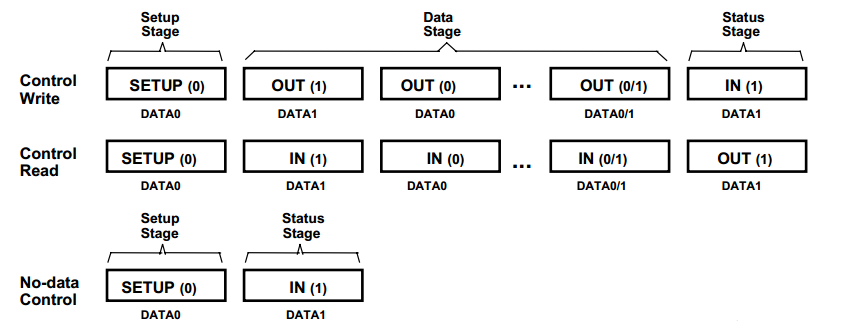 Setup
Stage
Data
Stage
Status
Stage
Control
Write
SETUP (0)
OUT (1)
OUT (0)
...
OUT (0/1)
IN (1)
DATA0
DATA1
DATA0
DATA0/1
DATA1
Control
Read
SETUP (0)
IN (1)
IN (0)
...
IN (0/1)
OUT (1)
DATA0
DATA1
DATA0
DATA0/1
DATA1
Setup
Stage
Status
Stage
No-data
Control
SETUP (0)
IN (1)
DATA0
DATA1